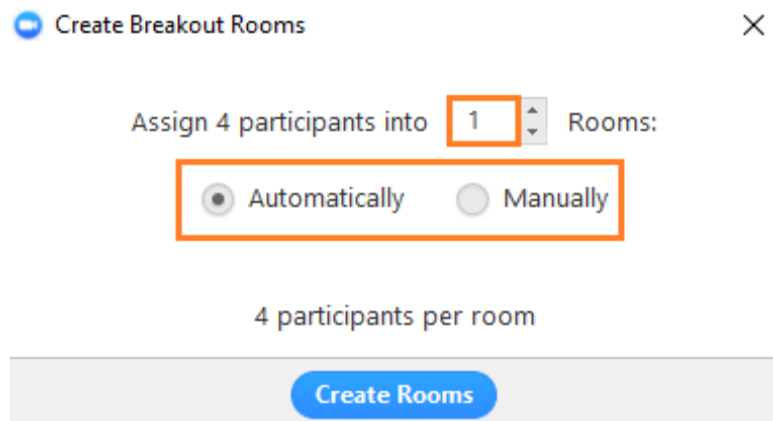 Create Breakout Rooms
Assign 4 participants into 1 Rooms:
Automatically Manually
4 participants per room
Create Rooms